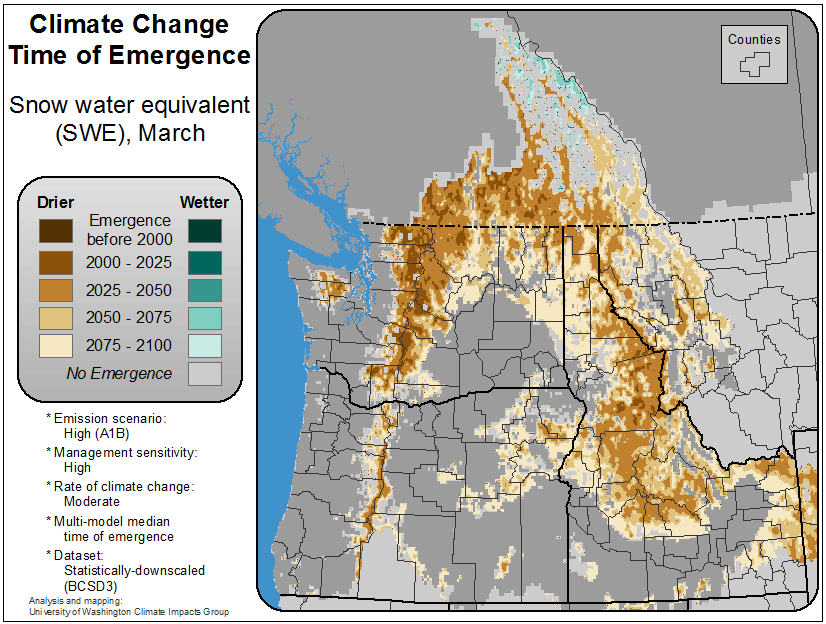 Climate Change
Time of Emergence
Snow water equivalent
(SWE), March
Drier Wetter
Emergence
before 2000
2000 - 2025
2025 - 2050
2050 - 2075
2075 - 2100
No Emergence
* Emission scenario:
High (A1B)
* Management sensitivity:
High
* Rate of climate change:
Moderate
* Multi-model median
time of emergence
* Dataset:
Statistically-downscaled
(BCSD3)
Analysis and mapping:
University of Washington Climate Impacts Group
Counties